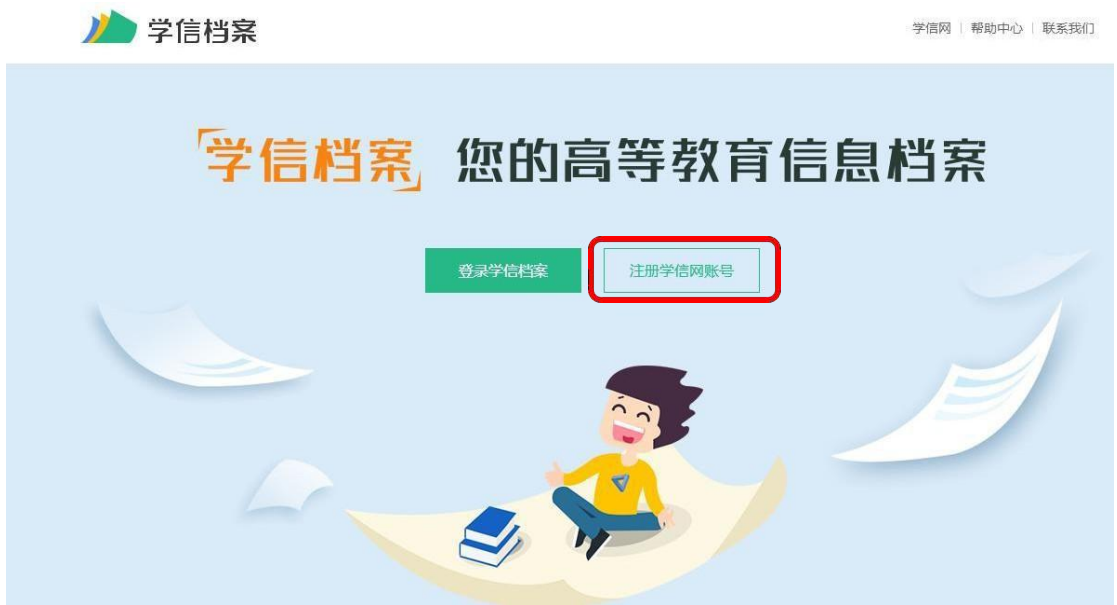 学信档案
学信网 | 帮助中心 | 联系我们
「学信档案」 您的高等教育信息档案
登录学信档案 注册学信网账号